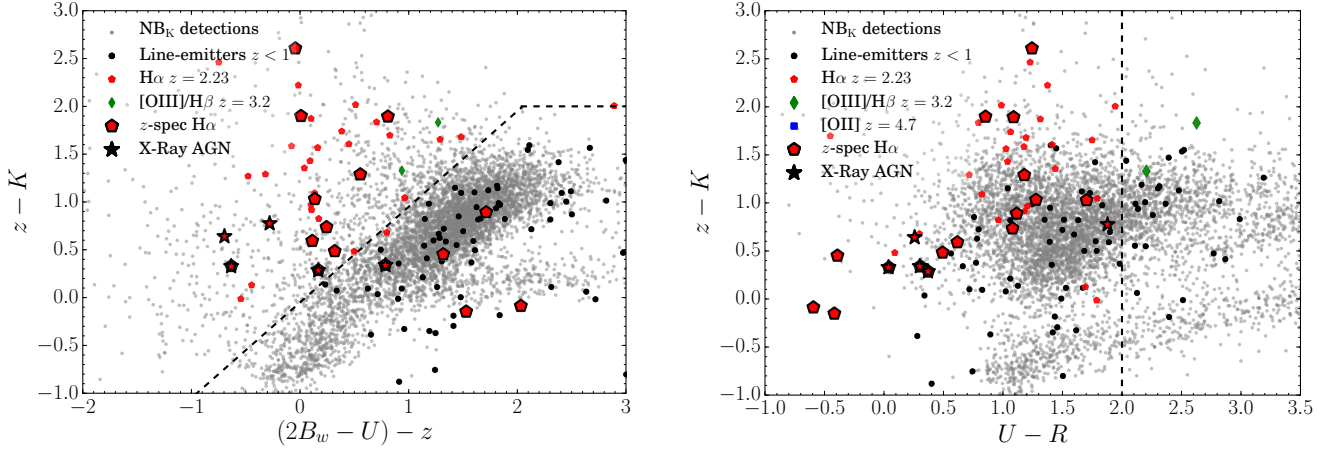 3.0
2.5
2.0
1.5
1.0
0.5
0.0
−0.5
−1.0
z − K
NB_K detections
Line-emitters z < 1
Hα z = 2.23
[OIII]/Hβ z = 3.2
z-spec Hα
X-Ray AGN
−2 −1 0 1 2 3
(2B_w − U) − z
3.0
2.5
2.0
1.5
1.0
0.5
0.0
−0.5
−1.0
z − K
NB_K detections
Line-emitters z < 1
Hα z = 2.23
[OIII]/Hβ z = 3.2
[OII] z = 4.7
z-spec Hα
X-Ray AGN
−1.0 −0.5 0.0 0.5 1.0 1.5 2.0 2.5 3.0 3.5
U − R